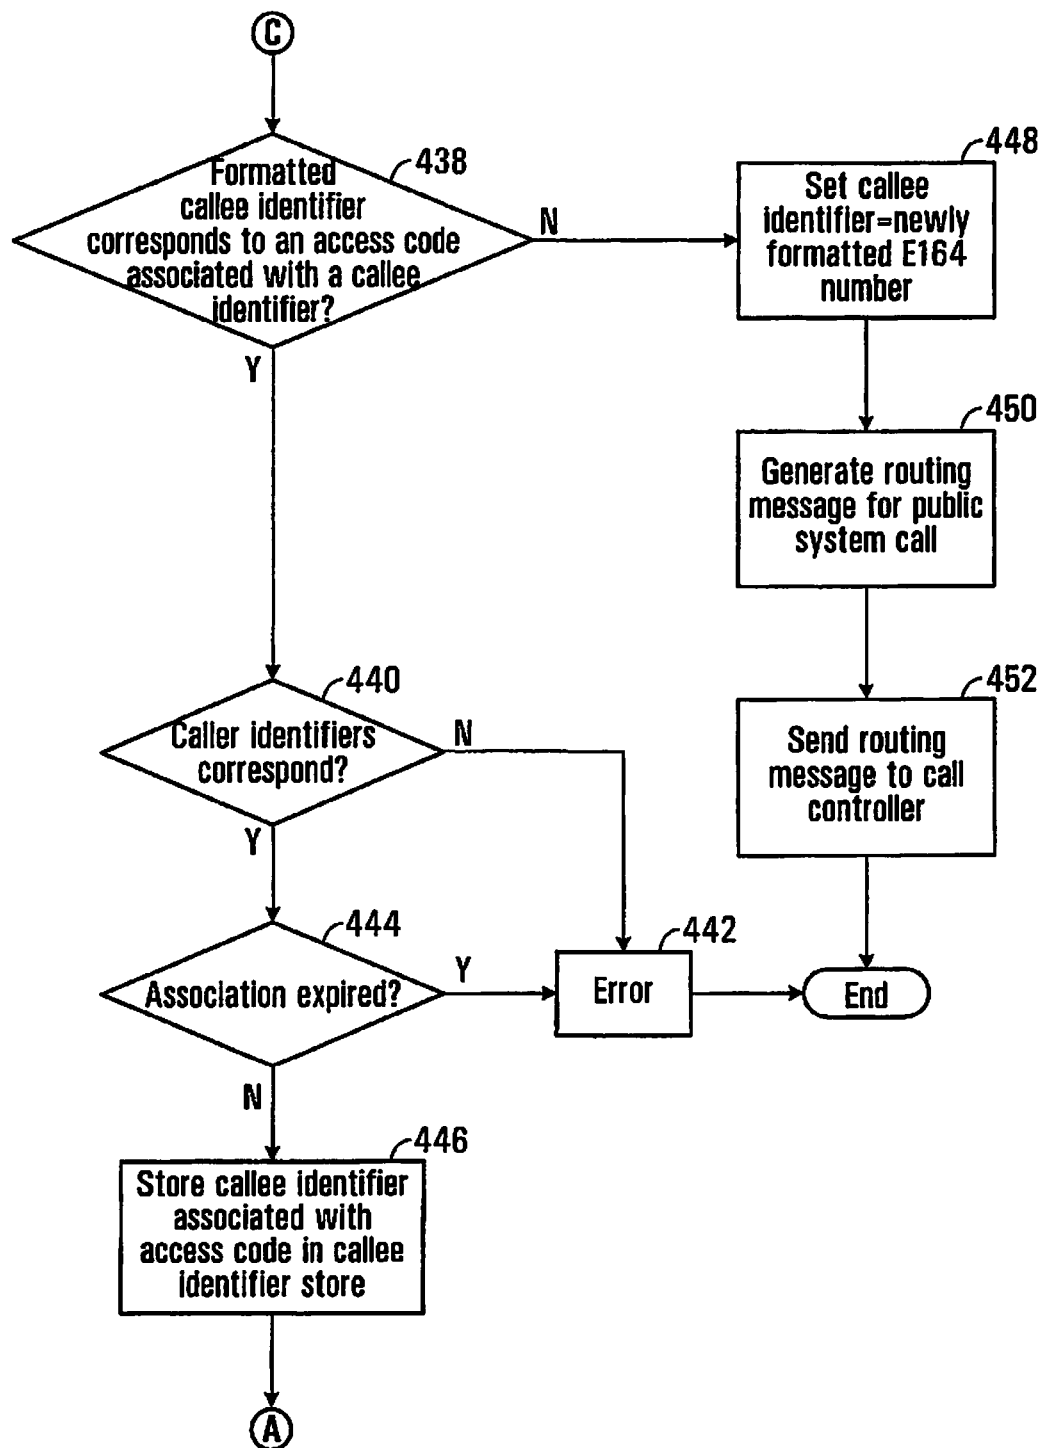 C
438
Formatted
callee identifier
corresponds to an access code
associated with a callee
identifier?
N
Y
448
Set callee
identifier=newly
formatted E164
number
450
Generate routing
message for public
system call
452
Send routing
message to call
controller
440
Caller identifiers
correspond?
N
Y
444
Association expired?
Y
N
442
Error
End
446
Store callee identifier
associated with
access code in callee
identifier store
A